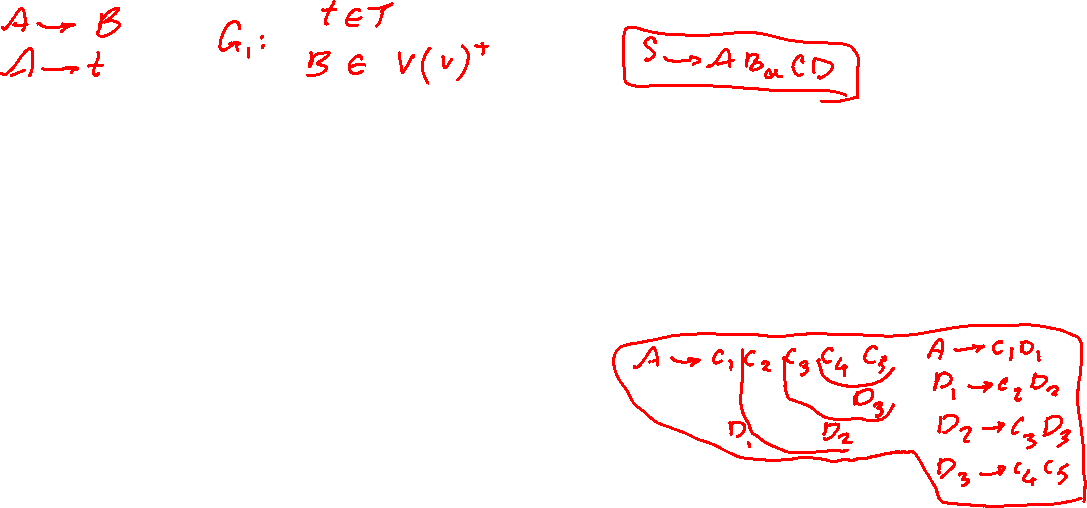 A → B
A → t
G₁:
t ∈ T
B ∈ V(V)⁺
S → A Bₐ C D
A → C₁ C₂ C₃ C₄ C₅
D₃
D₁ D₂
A → C₁ D₁
D₁ → C₂ D₂
D₂ → C₃ D₃
D₃ → C₄ C₅